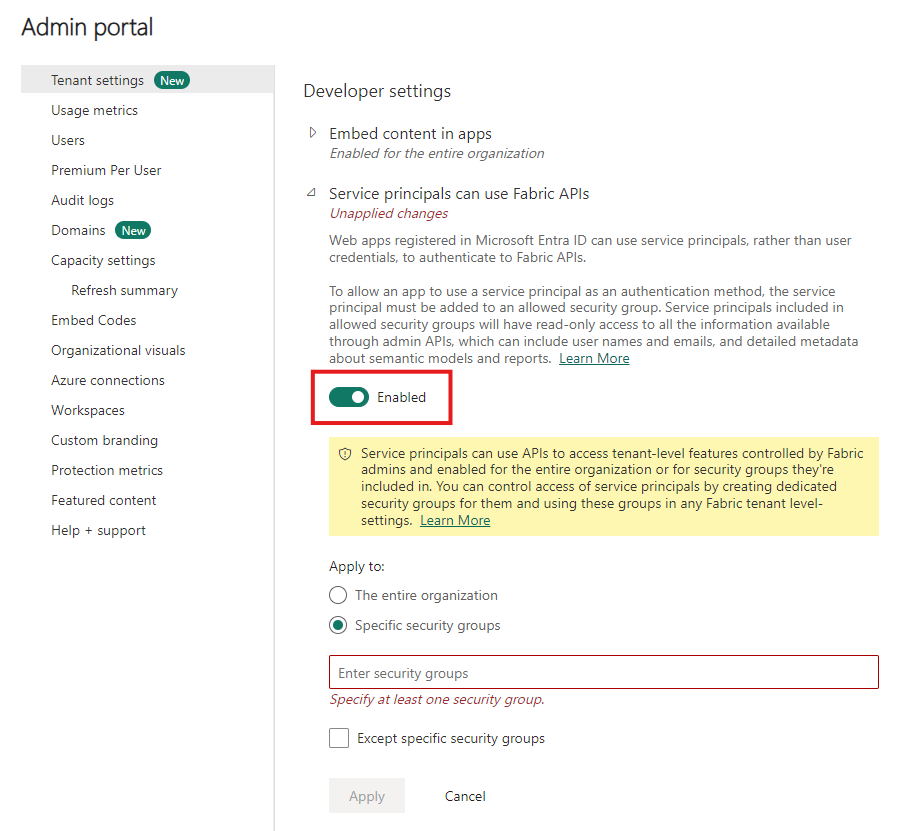 Admin portal
Tenant settings New
Usage metrics
Users
Premium Per User
Audit logs
Domains New
Capacity settings
Refresh summary
Embed Codes
Organizational visuals
Azure connections
Workspaces
Custom branding
Protection metrics
Featured content
Help + support
Developer settings
Embed content in apps
Enabled for the entire organization
Service principals can use Fabric APIs
Unapplied changes
Web apps registered in Microsoft Entra ID can use service principals, rather than user
credentials, to authenticate to Fabric APIs.
To allow an app to use a service principal as an authentication method, the service
principal must be added to an allowed security group. Service principals included in
allowed security groups will have read-only access to all the information available
through admin APIs, which can include user names and emails, and detailed metadata
about semantic models and reports. Learn More
Enabled
Service principals can use APIs to access tenant-level features controlled by Fabric
admins and enabled for the entire organization or for security groups they're
included in. You can control access of service principals by creating dedicated
security groups for them and using these groups in any Fabric tenant level-
settings. Learn More
Apply to:
The entire organization
Specific security groups
Enter security groups
Specify at least one security group.
Except specific security groups
Apply Cancel